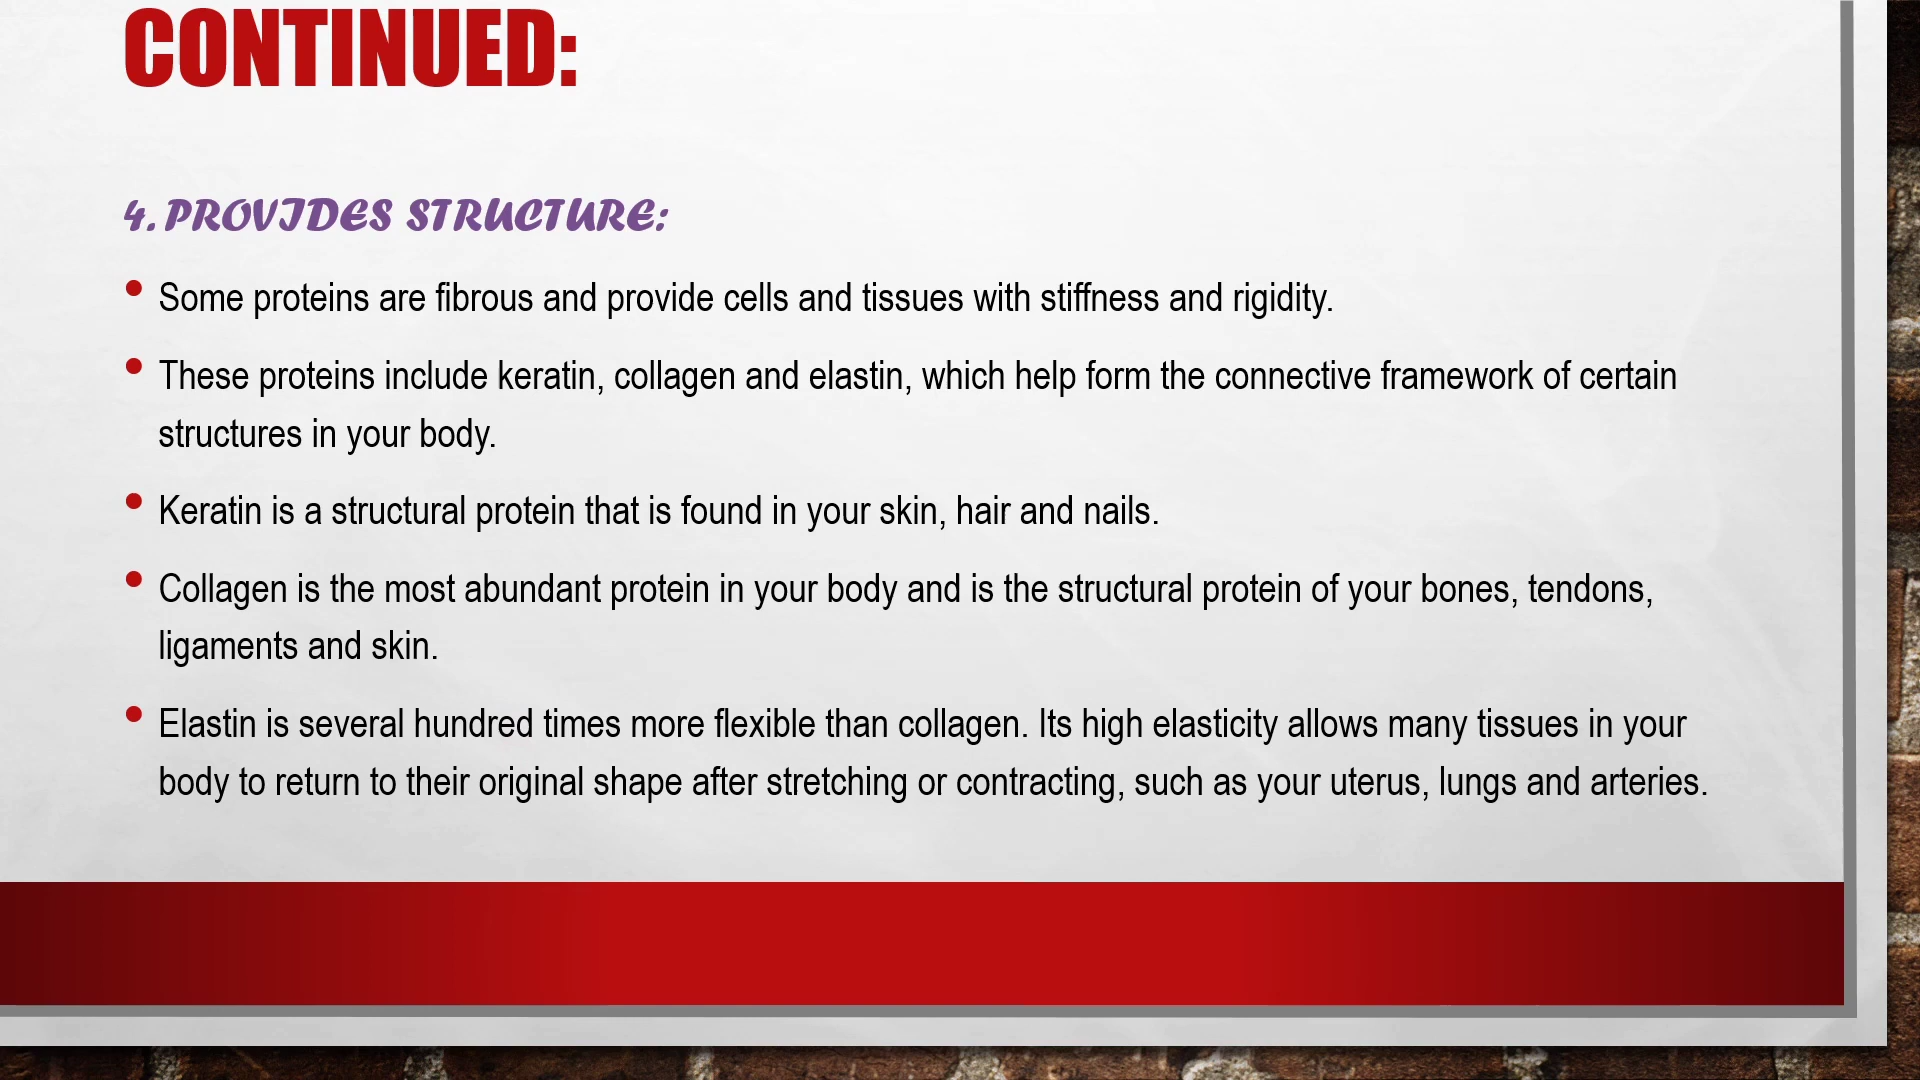 CONTINUED:
4. PROVIDES STRUCTURE:
• Some proteins are fibrous and provide cells and tissues with stiffness and rigidity.
• These proteins include keratin, collagen and elastin, which help form the connective framework of certain
structures in your body.
• Keratin is a structural protein that is found in your skin, hair and nails.
• Collagen is the most abundant protein in your body and is the structural protein of your bones, tendons,
ligaments and skin.
• Elastin is several hundred times more flexible than collagen. Its high elasticity allows many tissues in your
body to return to their original shape after stretching or contracting, such as your uterus, lungs and arteries.